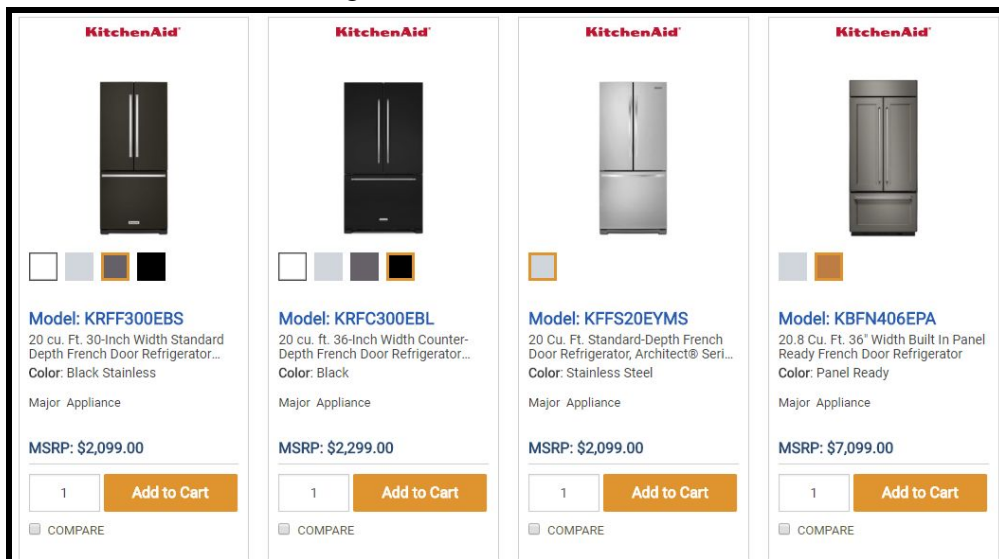 KitchenAid
Model: KRFF300EBS
20 cu. Ft. 30-Inch Width Standard
Depth French Door Refrigerator...
Color: Black Stainless
Major Appliance
MSRP: $2,099.00
1
Add to Cart
COMPARE
KitchenAid
Model: KRFC300EBL
20 cu. ft. 36-Inch Width Counter-
Depth French Door Refrigerator...
Color: Black
Major Appliance
MSRP: $2,299.00
1
Add to Cart
COMPARE
KitchenAid
Model: KFFS20EYMS
20 Cu. Ft. Standard-Depth French
Door Refrigerator, Architect® Seri...
Color: Stainless Steel
Major Appliance
MSRP: $2,099.00
1
Add to Cart
COMPARE
KitchenAid
Model: KBFN406EPA
20.8 Cu. Ft. 36" Width Built In Panel
Ready French Door Refrigerator
Color: Panel Ready
Major Appliance
MSRP: $7,099.00
1
Add to Cart
COMPARE